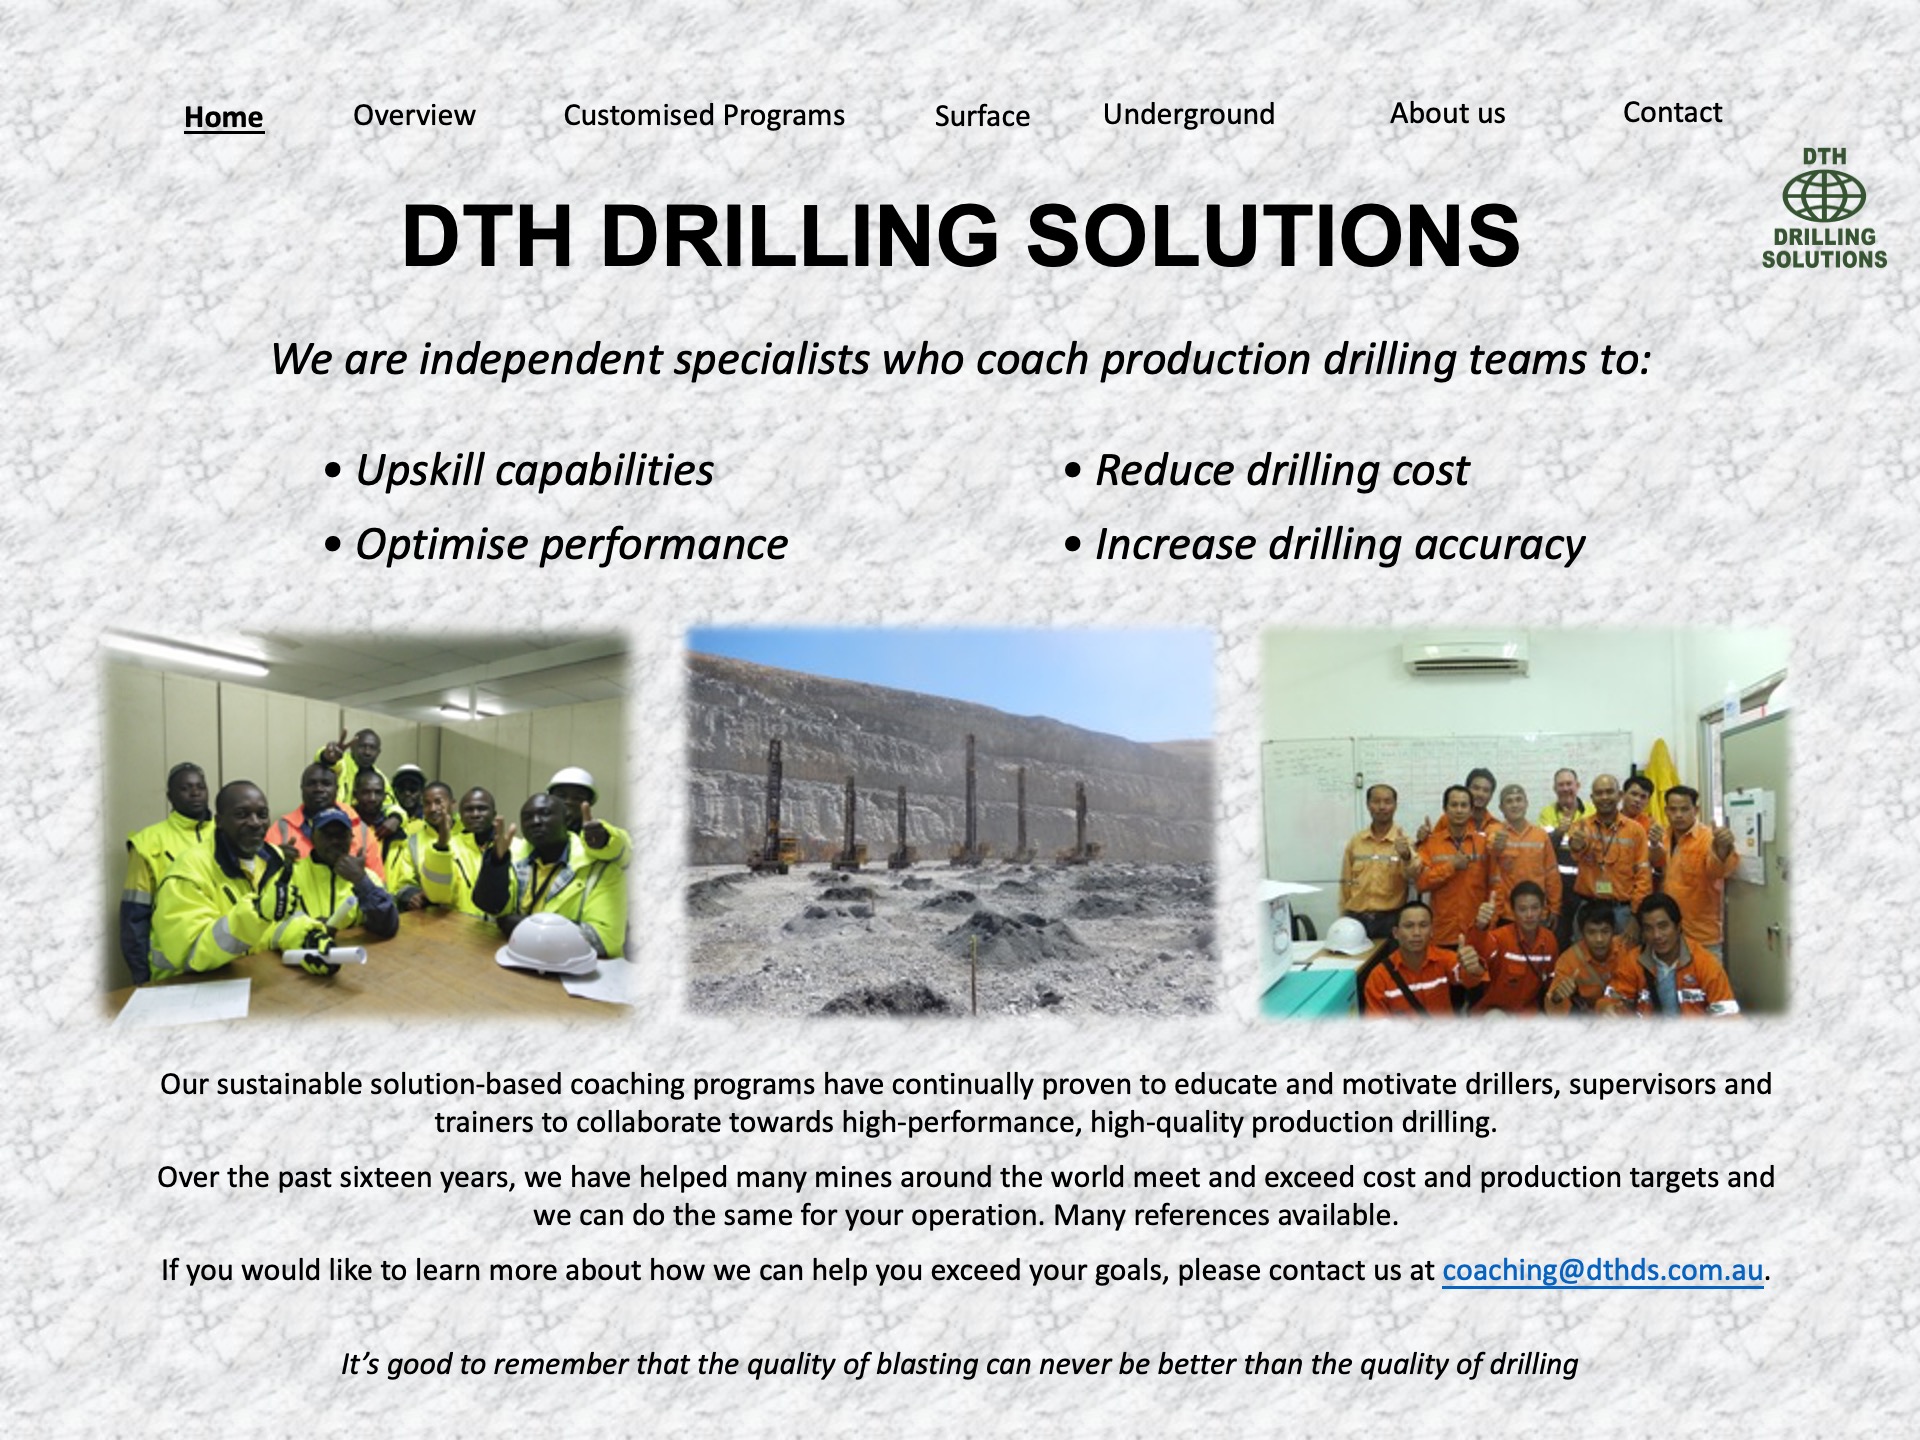 Home Overview Customised Programs Surface Underground About us Contact
DTH
DRILLING
SOLUTIONS
DTH DRILLING SOLUTIONS
We are independent specialists who coach production drilling teams to:
• Upskill capabilities
• Optimise performance
• Reduce drilling cost
• Increase drilling accuracy
Our sustainable solution-based coaching programs have continually proven to educate and motivate drillers, supervisors and
trainers to collaborate towards high-performance, high-quality production drilling.
Over the past sixteen years, we have helped many mines around the world meet and exceed cost and production targets and
we can do the same for your operation. Many references available.
If you would like to learn more about how we can help you exceed your goals, please contact us at coaching@dthds.com.au.
It’s good to remember that the quality of blasting can never be better than the quality of drilling